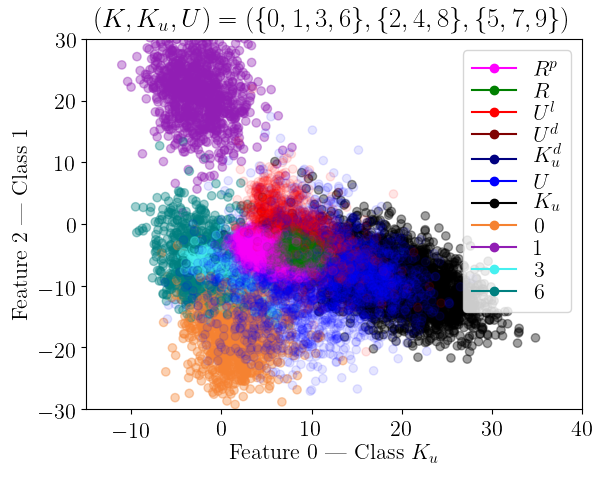 (K, K_u, U) = ({0, 1, 3, 6}, {2, 4, 8}, {5, 7, 9})
Feature 2 — Class 1
30
20
10
0
−10
−20
−30
−10
0
10
20
30
40
Feature 0 — Class K_u
R^p
R
U^l
U^d
K_u^d
U
K_u
0
1
3
6